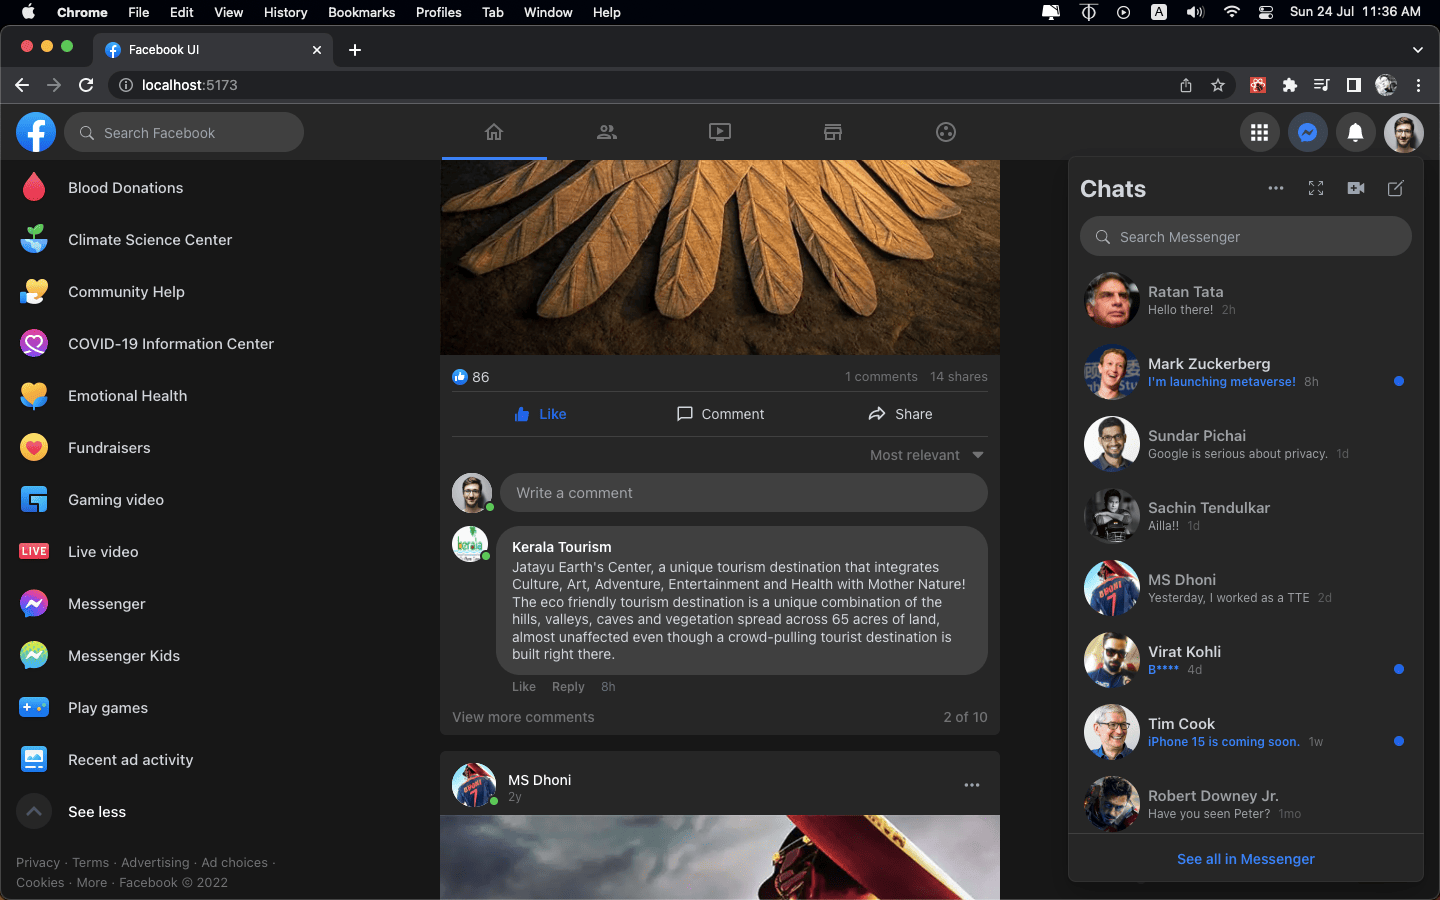 Chrome File Edit View History Bookmarks Profiles Tab Window Help
A
Sun 24 Jul 11:36 AM
Facebook UI
localhost:5173
Search Facebook
Blood Donations
Climate Science Center
Community Help
COVID-19 Information Center
Emotional Health
Fundraisers
Gaming video
LIVE
Live video
Messenger
Messenger Kids
Play games
Recent ad activity
See less
Privacy · Terms · Advertising · Ad choices ·
Cookies · More · Facebook © 2022
86
1 comments 14 shares
Like
Comment
Share
Most relevant
Write a comment
Kerala Tourism
Jatayu Earth's Center, a unique tourism destination that integrates
Culture, Art, Adventure, Entertainment and Health with Mother Nature!
The eco friendly tourism destination is a unique combination of the
hills, valleys, caves and vegetation spread across 65 acres of land,
almost unaffected even though a crowd-pulling tourist destination is
built right there.
Like Reply 8h
View more comments
2 of 10
MS Dhoni
2y
Chats
Search Messenger
Ratan Tata
Hello there! 2h
Mark Zuckerberg
I'm launching metaverse! 8h
Sundar Pichai
Google is serious about privacy. 1d
Sachin Tendulkar
Ailla!! 1d
MS Dhoni
Yesterday, I worked as a TTE 2d
Virat Kohli
B**** 4d
Tim Cook
iPhone 15 is coming soon. 1w
Robert Downey Jr.
Have you seen Peter? 1mo
See all in Messenger